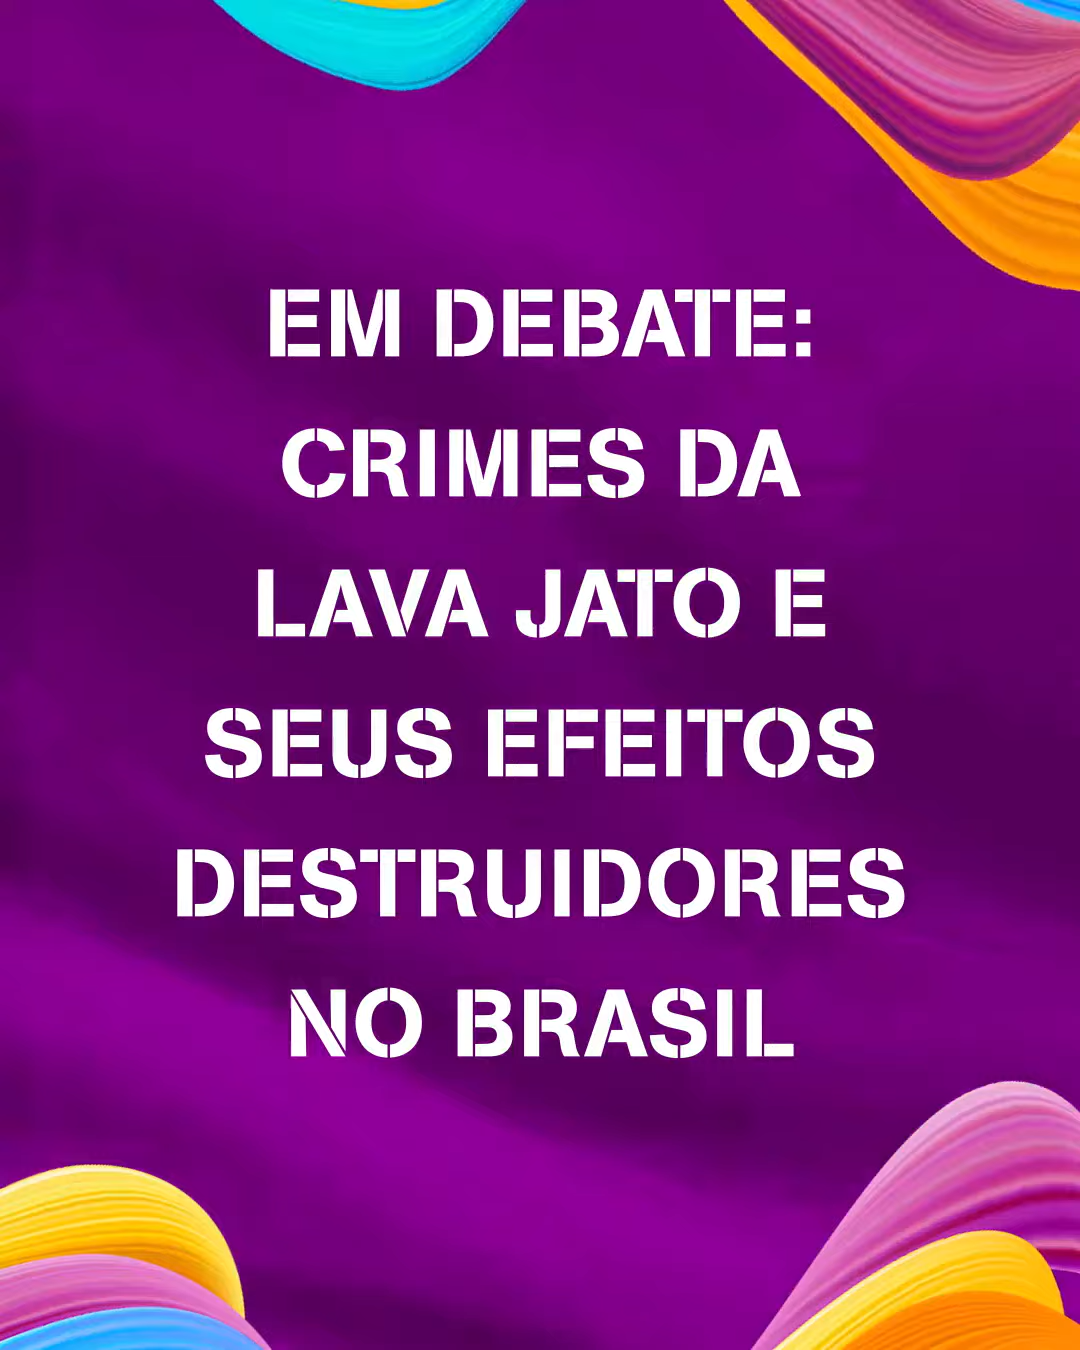 EM DEBATE:
CRIMES DA
LAVA JATO E
SEUS EFEITOS
DESTRUIDORES
NO BRASIL